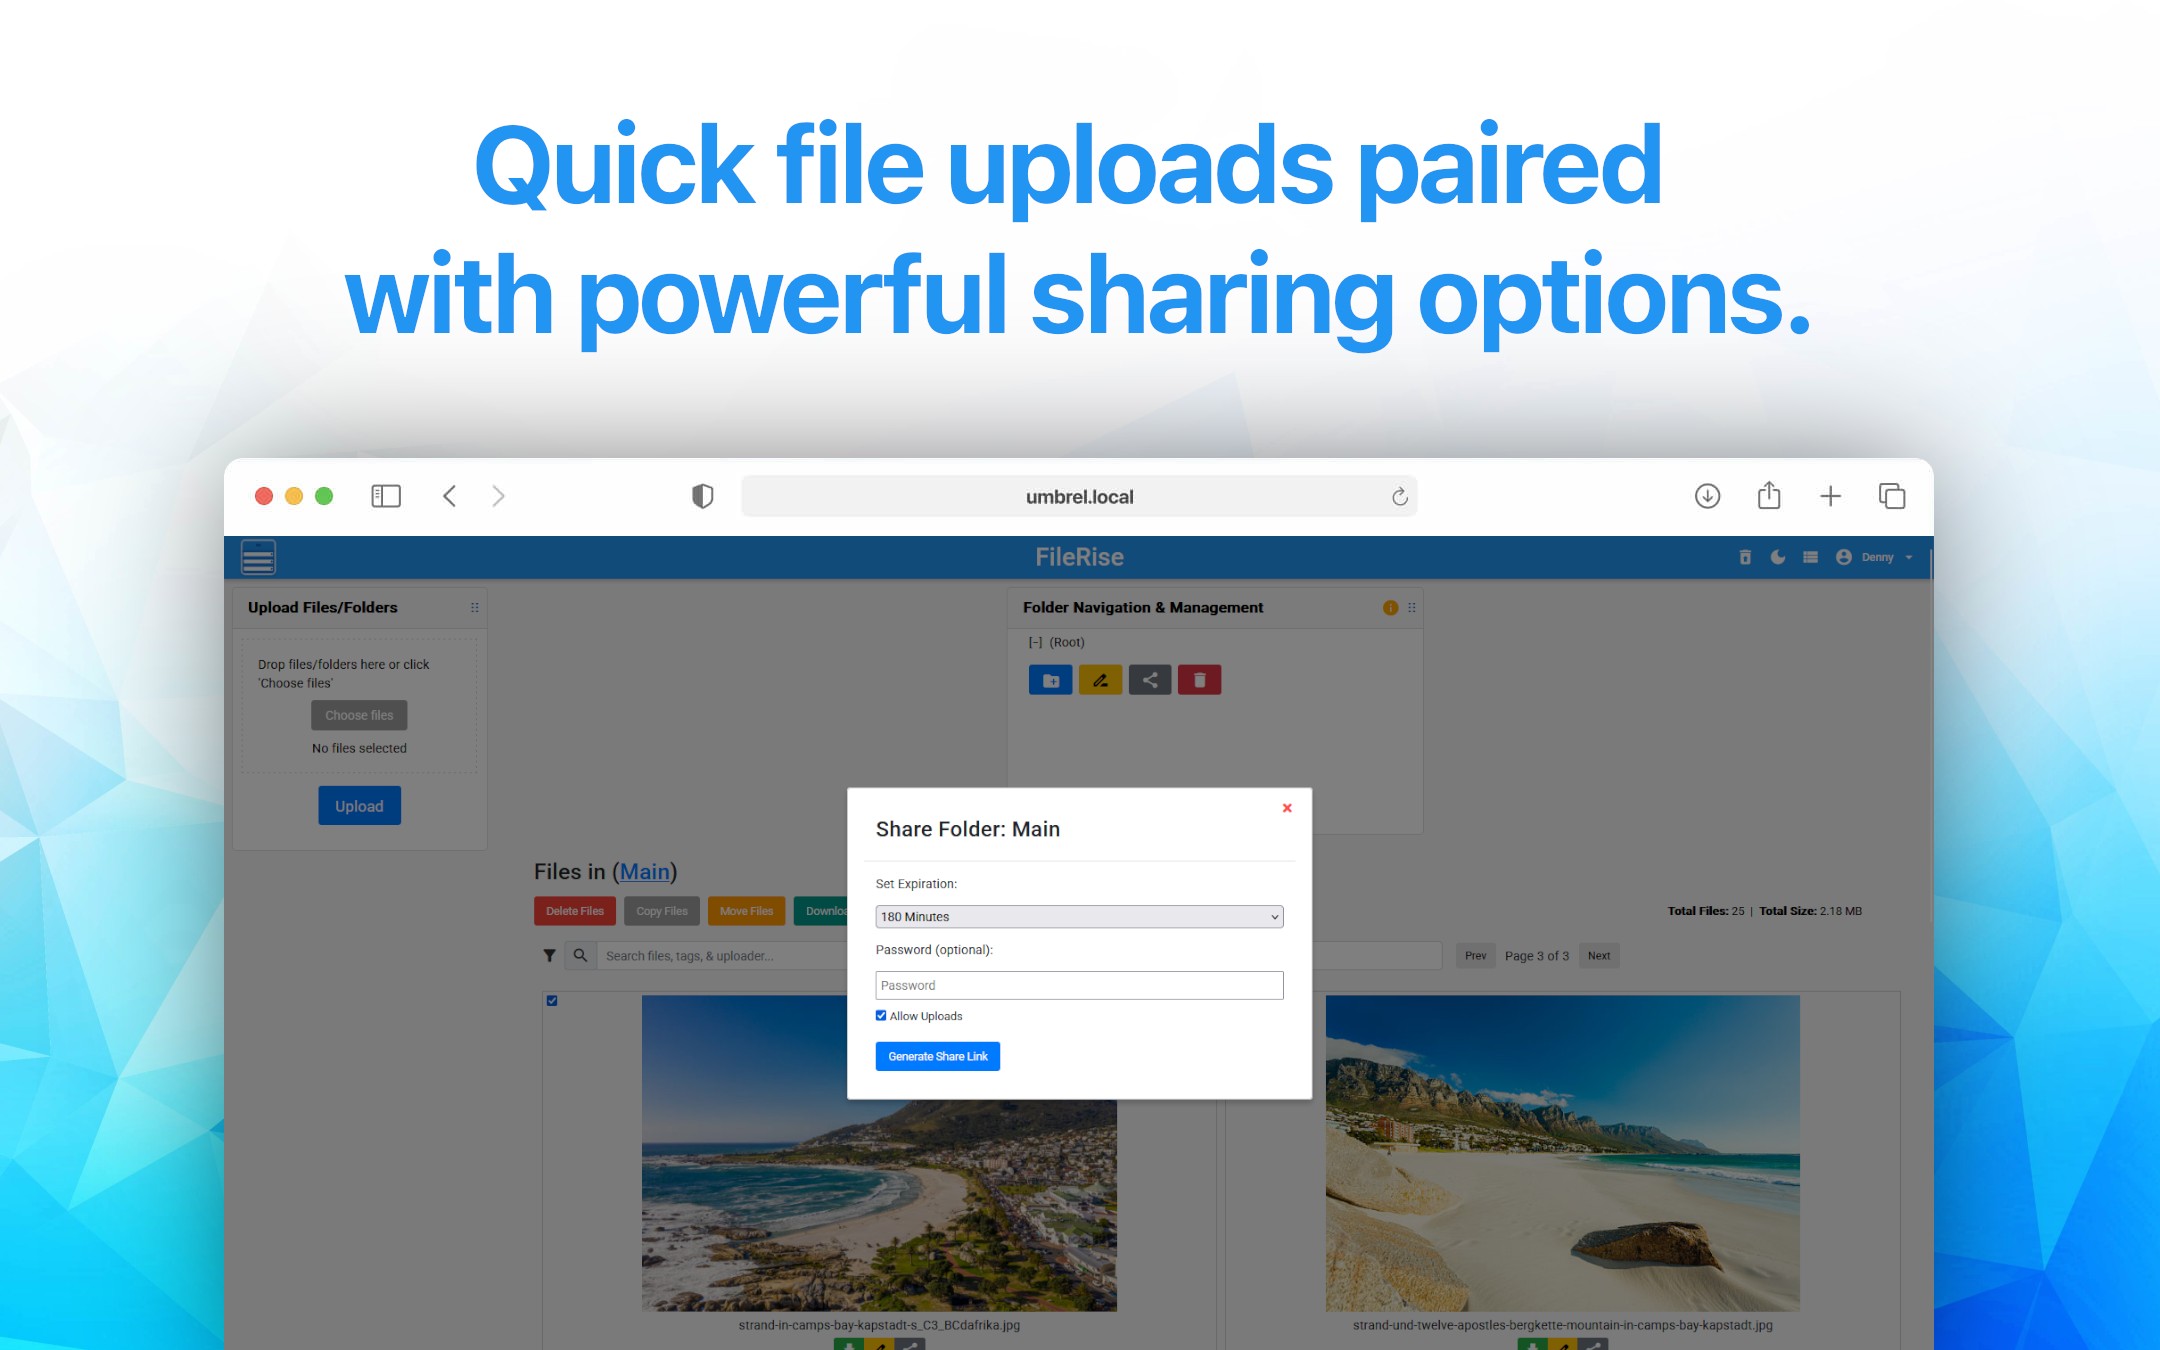 Quick file uploads paired
with powerful sharing options.
umbrel.local
FileRise
Denny
Upload Files/Folders
Drop files/folders here or click
'Choose files'
Choose files
No files selected
Upload
Folder Navigation & Management
[-] (Root)
Share Folder: Main
Set Expiration:
180 Minutes
Password (optional):
Password
Allow Uploads
Generate Share Link
Files in (Main)
Delete Files
Copy Files
Move Files
Total Files: 25 | Total Size: 2.18 MB
Search files, tags, & uploader...
Prev
Page 3 of 3
Next
strand-in-camps-bay-kapstadt-s_C3_BCdafrika.jpg
strand-und-twelve-apostles-bergkette-mountain-in-camps-bay-kapstadt.jpg